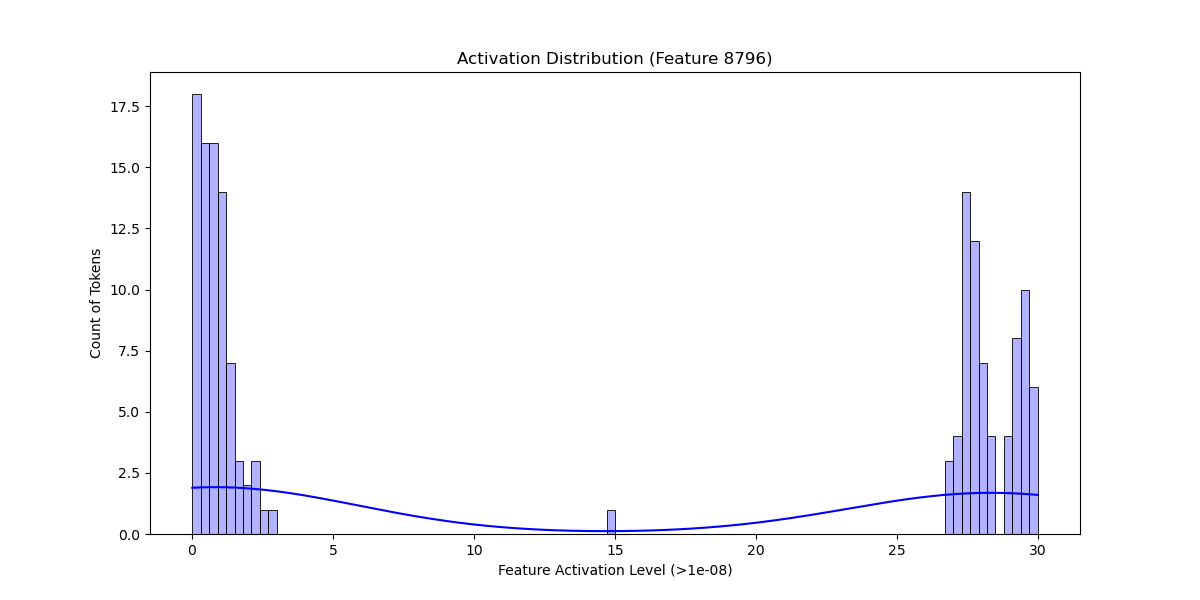 Activation Distribution (Feature 8796)
17.5
15.0
12.5
10.0
7.5
5.0
2.5
0.0
Count of Tokens
0 5 10 15 20 25 30
Feature Activation Level (>1e-08)